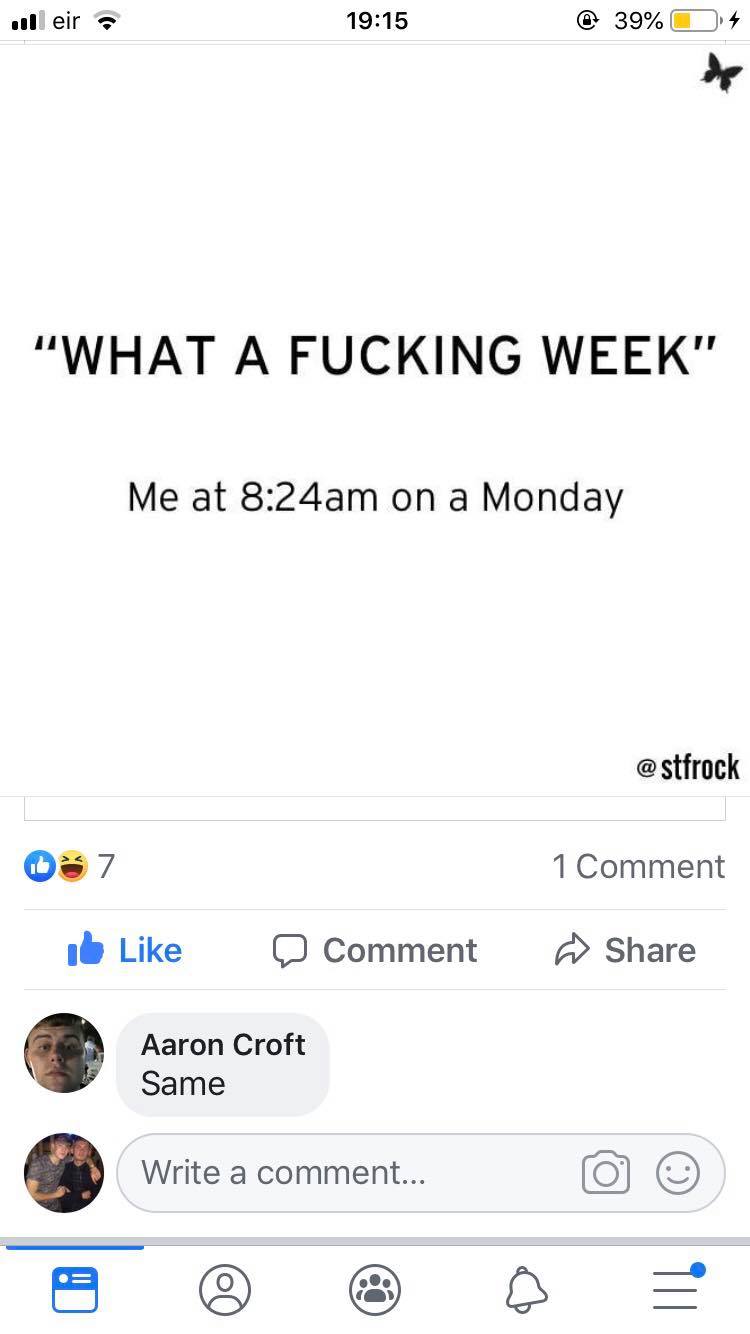 eir 19:15 39%
“WHAT A FUCKING WEEK”
Me at 8:24am on a Monday
@stfrock
7 1 Comment
Like Comment Share
Aaron Croft
Same
Write a comment...